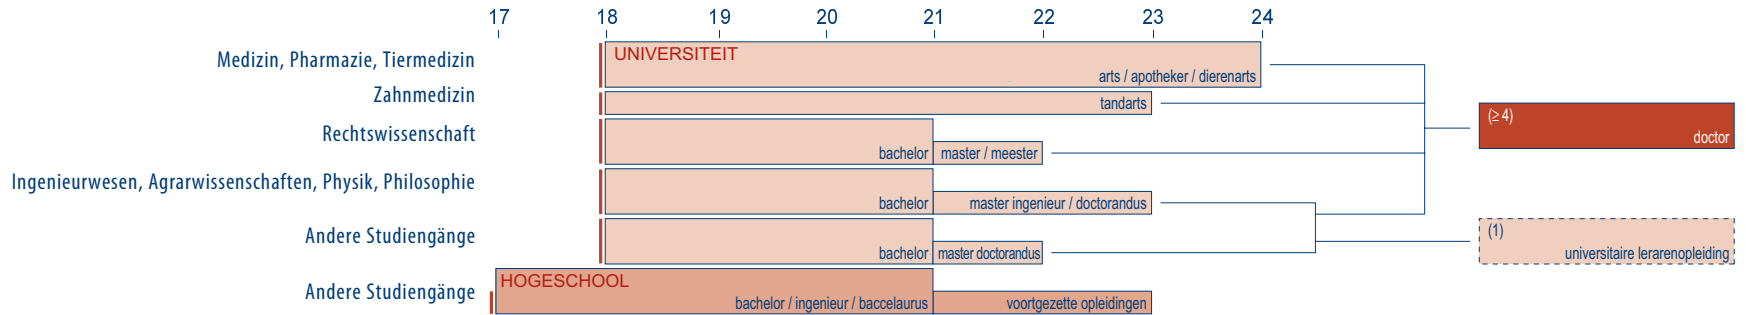 17 18 19 20 21 22 23 24
Medizin, Pharmazie, Tiermedizin
UNIVERSITEIT
arts / apotheker / dierenarts
Zahnmedizin
tandarts
(≥ 4)
doctor
Rechtswissenschaft
bachelor
master / meester
Ingenieurwesen, Agrarwissenschaften, Physik, Philosophie
bachelor
master ingenieur / doctorandus
Andere Studiengänge
bachelor
master doctorandus
(1)
universitaire lerarenopleiding
Andere Studiengänge
HOGESCHOOL
bachelor / ingenieur / baccelaurus
voortgezette opleidingen